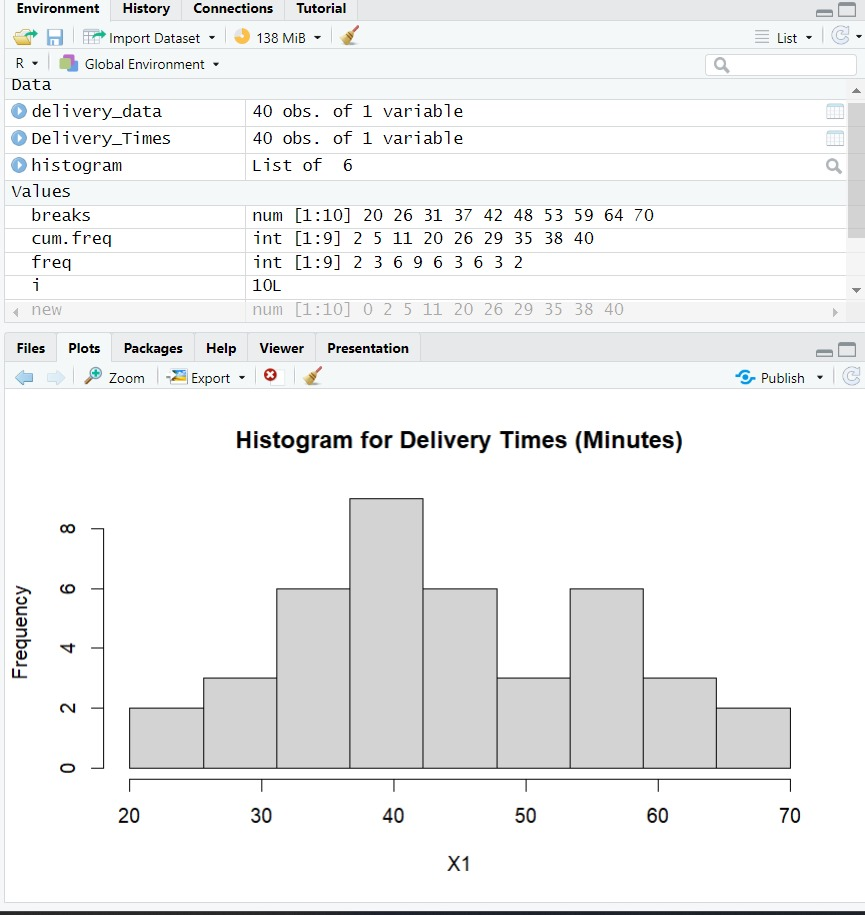 Environment History Connections Tutorial
Import Dataset 138 MiB List
R Global Environment
Data
delivery_data 40 obs. of 1 variable
Delivery_Times 40 obs. of 1 variable
histogram List of 6
Values
breaks num [1:10] 20 26 31 37 42 48 53 59 64 70
cum.freq int [1:9] 2 5 11 20 26 29 35 38 40
freq int [1:9] 2 3 6 9 6 3 6 3 2
i 10L
new num [1:10] 0 2 5 11 20 26 29 35 38 40
Files Plots Packages Help Viewer Presentation
Zoom Export Publish
Histogram for Delivery Times (Minutes)
Frequency
8
6
4
2
0
20 30 40 50 60 70
X1